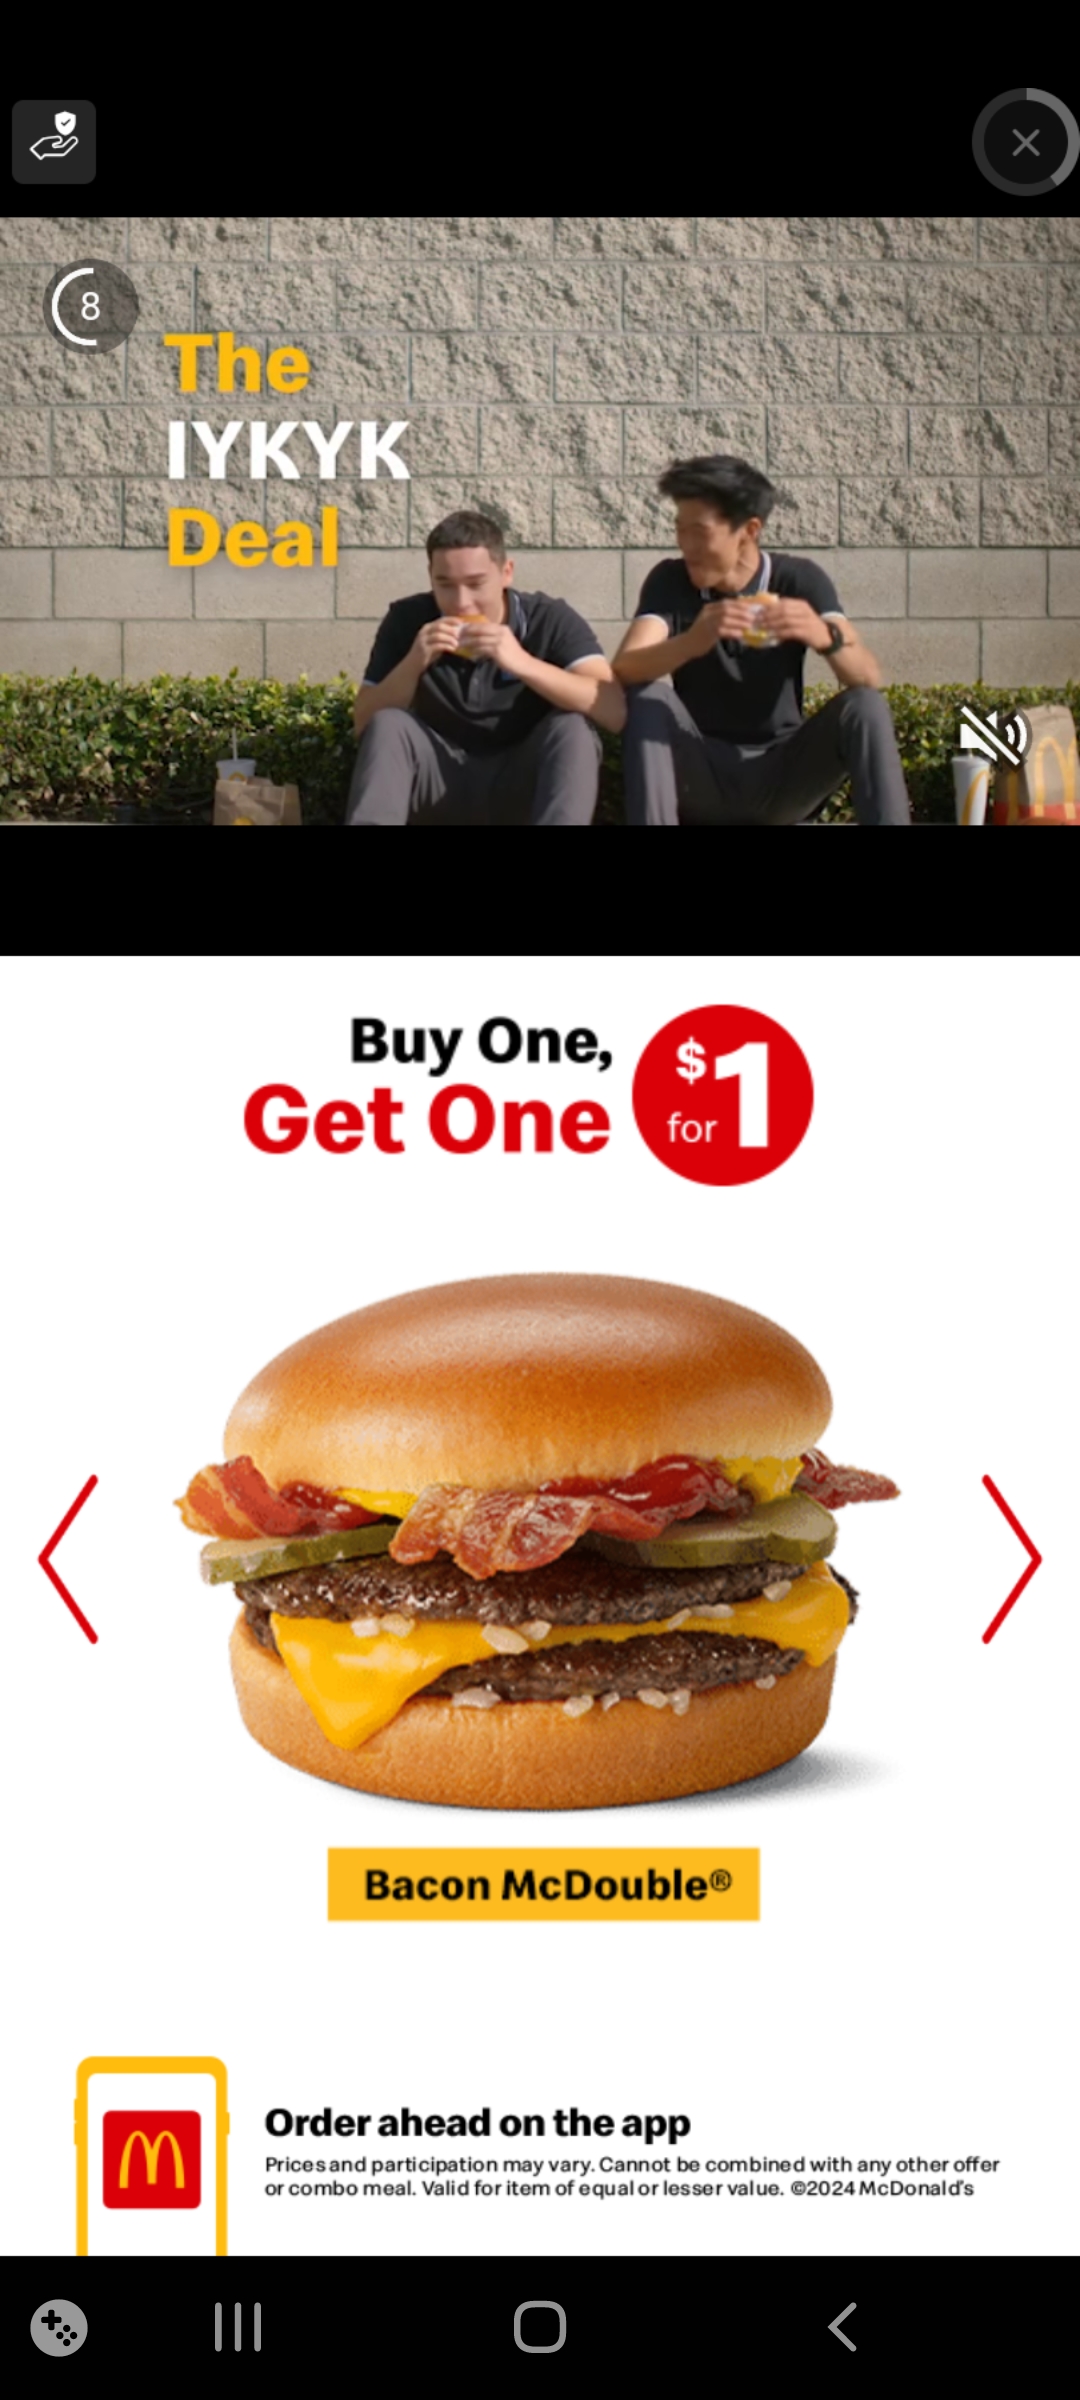 8
The
IYKYK
Deal
Buy One,
Get One
$1
for
Bacon McDouble®
Order ahead on the app
Prices and participation may vary. Cannot be combined with any other offer
or combo meal. Valid for item of equal or lesser value. ©2024 McDonald's